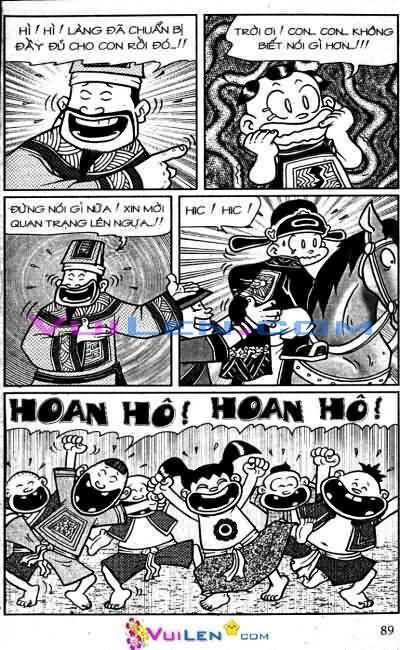 HÌ! HÌ! LÀNG ĐÃ CHUẨN BỊ
ĐẦY ĐỦ CHO CON RỒI ĐÓ...!!
TRỜI ƠI! CON... CON... KHÔNG
BIẾT NÓI GÌ HƠN...!!!
ĐỪNG NÓI GÌ NỮA! XIN MỜI
QUAN TRẠNG LÊN NGỰA...!!
HIC! HIC!
VUILEN.COM
HOAN HÔ! HOAN HÔ!
89
VUILEN.COM